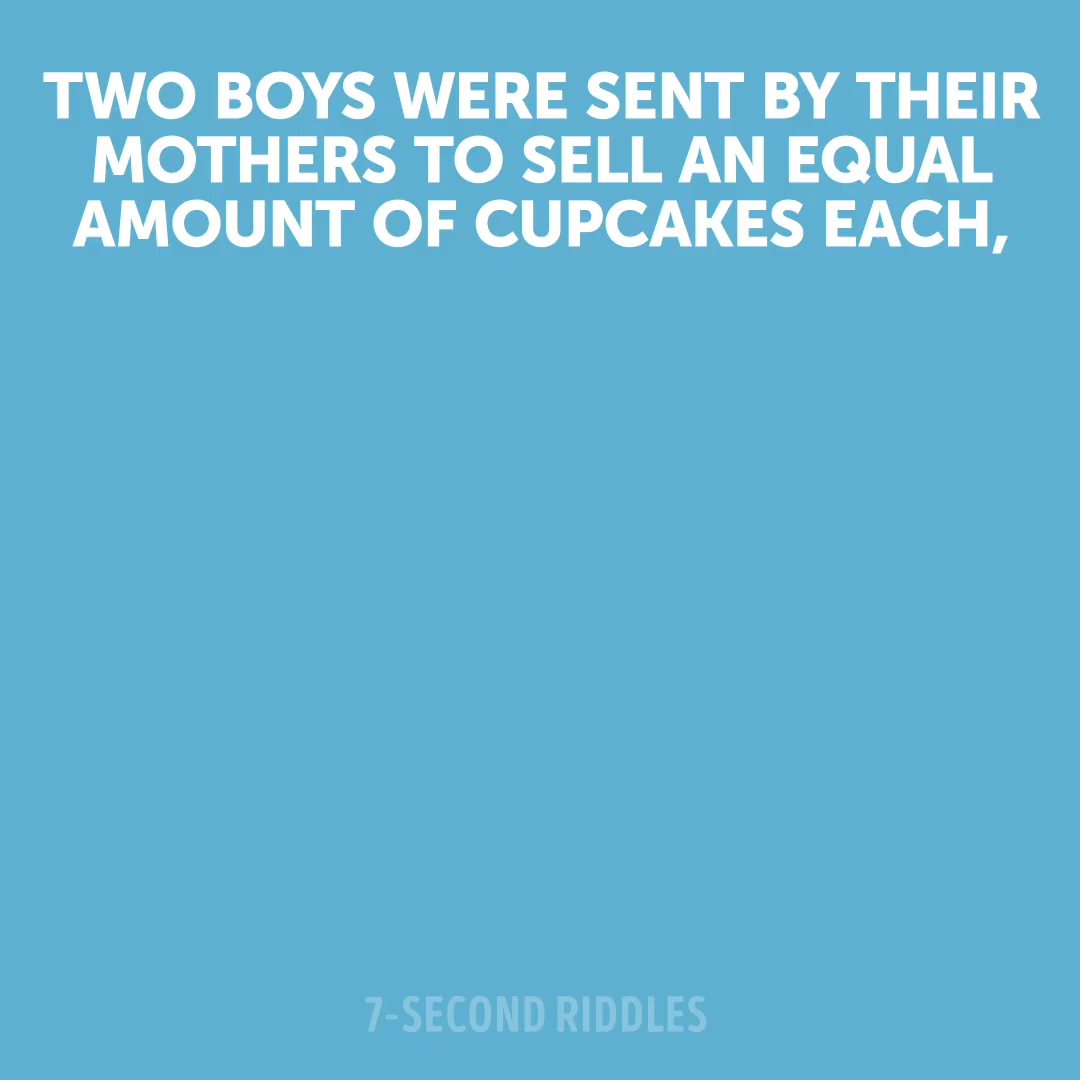 TWO BOYS WERE SENT BY THEIR
MOTHERS TO SELL AN EQUAL
AMOUNT OF CUPCAKES EACH,
7-SECOND RIDDLES